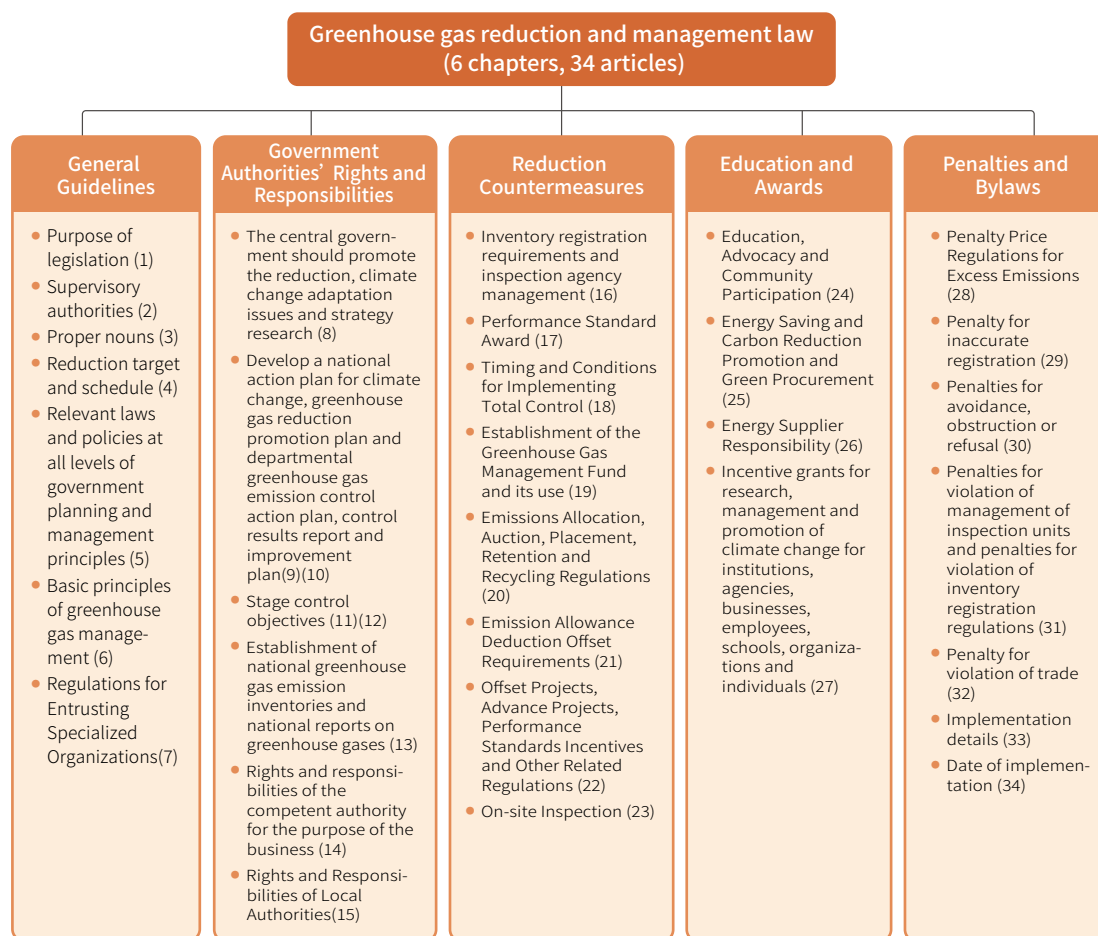 Greenhouse gas reduction and management law
(6 chapters, 34 articles)
General
Guidelines
• Purpose of
legislation (1)
• Supervisory
authorities (2)
• Proper nouns (3)
• Reduction target
and schedule (4)
• Relevant laws
and policies at
all levels of
government
planning and
management
principles (5)
• Basic principles
of greenhouse
gas manage-
ment (6)
• Regulations for
Entrusting
Specialized
Organizations(7)
Government
Authorities’ Rights and
Responsibilities
• The central govern-
ment should promote
the reduction, climate
change adaptation
issues and strategy
research (8)
• Develop a national
action plan for climate
change, greenhouse
gas reduction
promotion plan and
departmental
greenhouse gas
emission control
action plan, control
results report and
improvement
plan(9)(10)
• Stage control
objectives (11)(12)
• Establishment of
national greenhouse
gas emission
inventories and
national reports on
greenhouse gases (13)
• Rights and responsi-
bilities of the
competent authority
for the purpose of the
business (14)
• Rights and Responsi-
bilities of Local
Authorities(15)
Reduction
Countermeasures
• Inventory registration
requirements and
inspection agency
management (16)
• Performance Standard
Award (17)
• Timing and Conditions
for Implementing
Total Control (18)
• Establishment of the
Greenhouse Gas
Management Fund
and its use (19)
• Emissions Allocation,
Auction, Placement,
Retention and
Recycling Regulations
(20)
• Emission Allowance
Deduction Offset
Requirements (21)
• Offset Projects,
Advance Projects,
Performance
Standards Incentives
and Other Related
Regulations (22)
• On-site Inspection (23)
Education and
Awards
• Education,
Advocacy and
Community
Participation (24)
• Energy Saving and
Carbon Reduction
Promotion and
Green Procurement
(25)
• Energy Supplier
Responsibility (26)
• Incentive grants for
research,
management and
promotion of
climate change for
institutions,
agencies,
businesses,
employees,
schools, organiza-
tions and
individuals (27)
Penalties and
Bylaws
• Penalty Price
Regulations for
Excess Emissions
(28)
• Penalty for
inaccurate
registration (29)
• Penalties for
avoidance,
obstruction or
refusal (30)
• Penalties for
violation of
management of
inspection units
and penalties for
violation of
inventory
registration
regulations (31)
• Penalty for
violation of trade
(32)
• Implementation
details (33)
• Date of implemen-
tation (34)